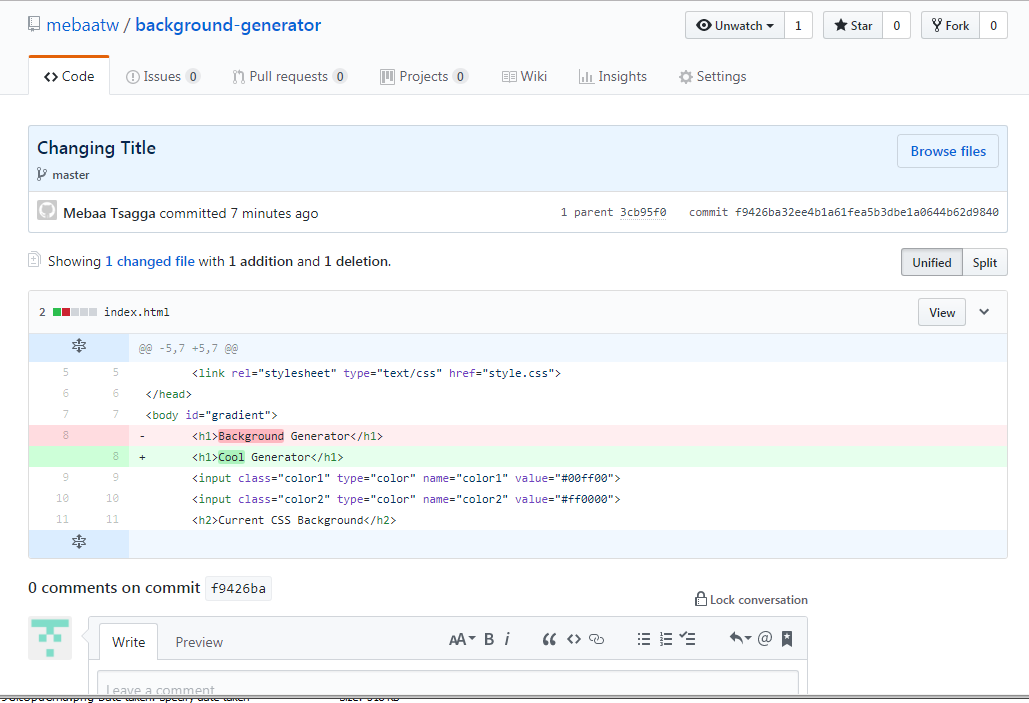 mebaatw / background-generator Unwatch 1 Star 0 Fork 0
Code Issues 0 Pull requests 0 Projects 0 Wiki Insights Settings
Changing Title Browse files
master
Mebaa Tsagga committed 7 minutes ago 1 parent 3cb95f0 commit f9426ba32ee4b1a61fea5b3dbe1a0644b62d9840
Showing 1 changed file with 1 addition and 1 deletion. Unified Split
2 index.html View
@@ -5,7 +5,7 @@
5 5 <link rel="stylesheet" type="text/css" href="style.css">
6 6 </head>
7 7 <body id="gradient">
8 - <h1>Background Generator</h1>
8 + <h1>Cool Generator</h1>
9 9 <input class="color1" type="color" name="color1" value="#00ff00">
10 10 <input class="color2" type="color" name="color2" value="#ff0000">
11 11 <h2>Current CSS Background</h2>
0 comments on commit f9426ba
Lock conversation
Write Preview AA B i “ <> @
Leave a comment